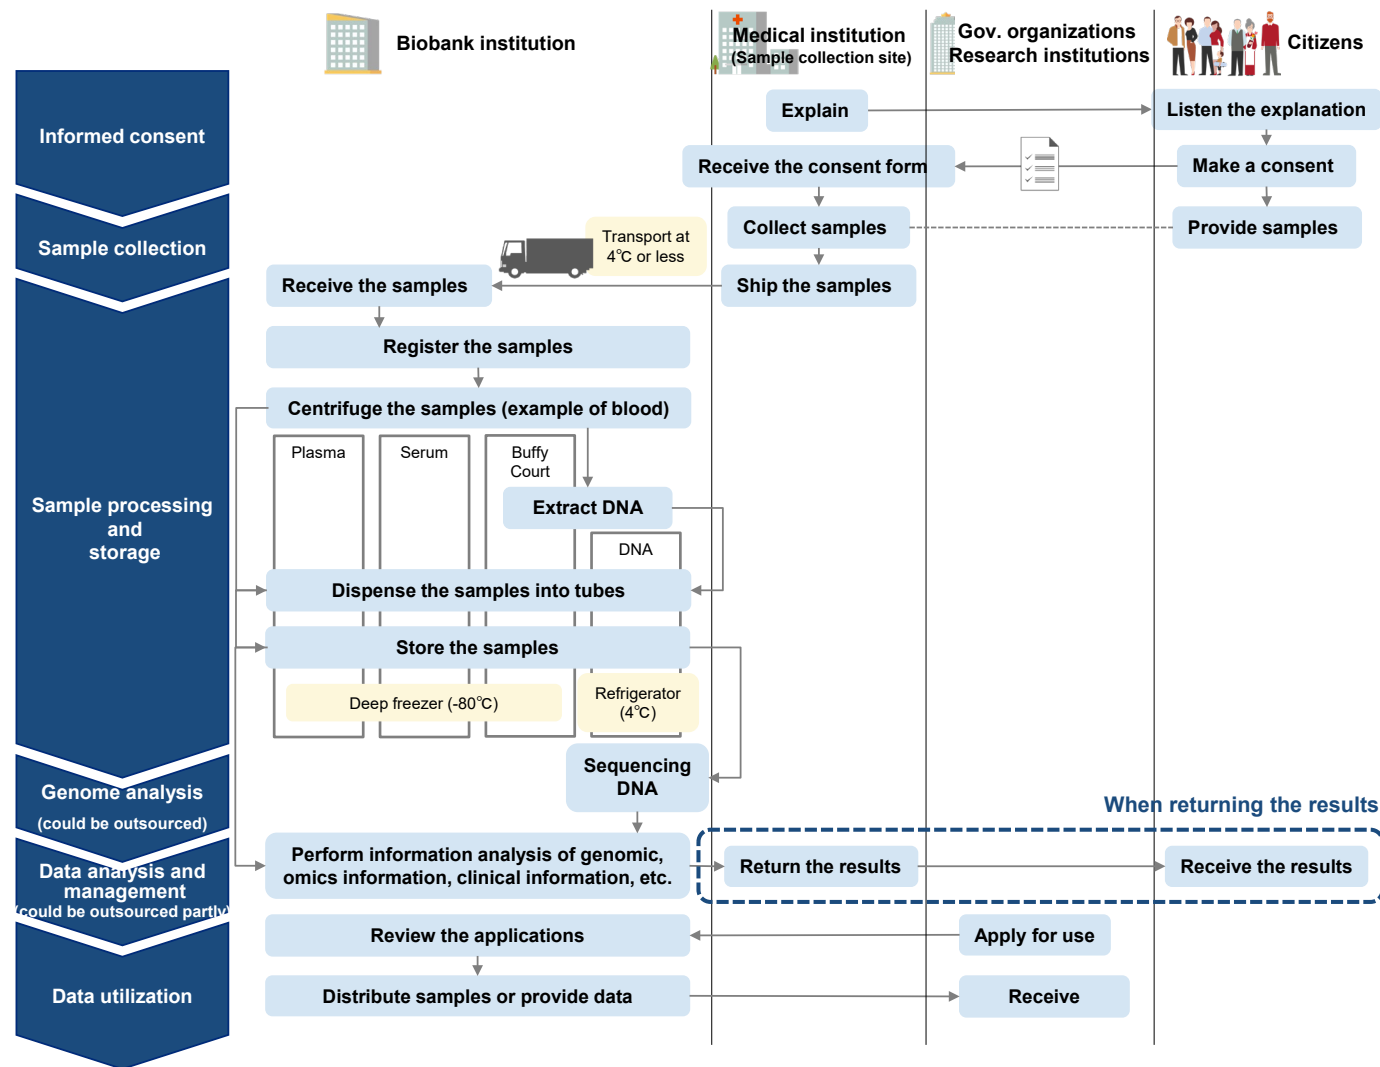 Biobank institution
Medical institution
(Sample collection site)
Gov. organizations
Research institutions
Citizens
Informed consent
Explain
Listen the explanation
Receive the consent form
Make a consent
Sample collection
Transport at
4℃ or less
Collect samples
Provide samples
Receive the samples
Ship the samples
Sample processing
and
storage
Register the samples
Centrifuge the samples (example of blood)
Plasma
Serum
Buffy
Court
Extract DNA
DNA
Dispense the samples into tubes
Store the samples
Deep freezer (-80℃)
Refrigerator
(4℃)
Genome analysis
(could be outsourced)
Sequencing
DNA
When returning the results
Data analysis and
management
(could be outsourced partly)
Perform information analysis of genomic,
omics information, clinical information, etc.
Return the results
Receive the results
Data utilization
Review the applications
Apply for use
Distribute samples or provide data
Receive